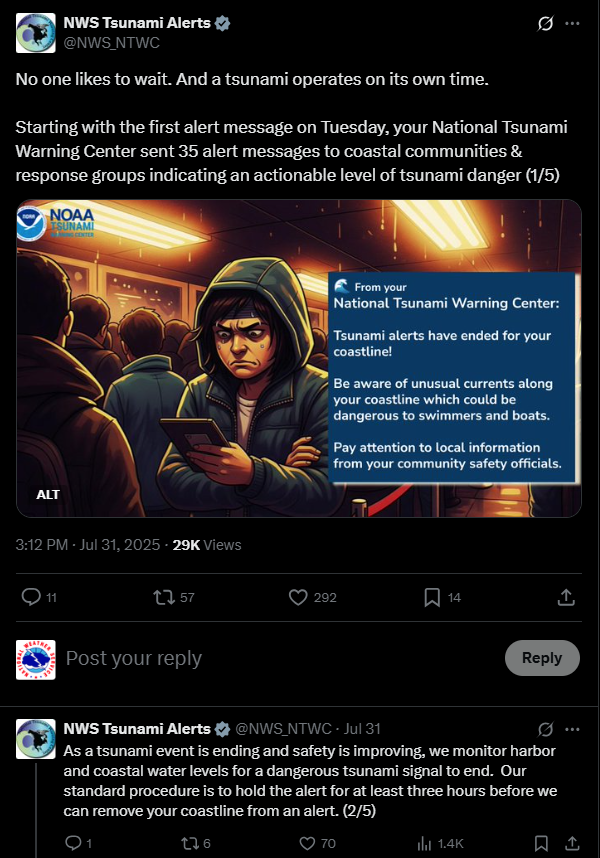 NWS Tsunami Alerts
@NWS_NTWC
No one likes to wait. And a tsunami operates on its own time.
Starting with the first alert message on Tuesday, your National Tsunami
Warning Center sent 35 alert messages to coastal communities &
response groups indicating an actionable level of tsunami danger (1/5)
NOAA
TSUNAMI
From your
National Tsunami Warning Center:
Tsunami alerts have ended for your
coastline!
Be aware of unusual currents along
your coastline which could be
dangerous to swimmers and boats.
Pay attention to local information
from your community safety officials.
ALT
3:12 PM · Jul 31, 2025 · 29K Views
11 57 292 14
Post your reply
Reply
NWS Tsunami Alerts @NWS_NTWC · Jul 31
As a tsunami event is ending and safety is improving, we monitor harbor
and coastal water levels for a dangerous tsunami signal to end. Our
standard procedure is to hold the alert for at least three hours before we
can remove your coastline from an alert. (2/5)
1 6 70 1.4K